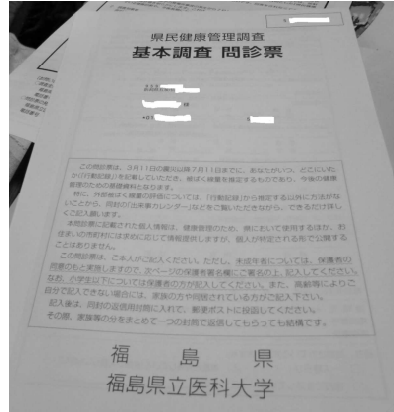 県民健康管理調査
基本調査 問診票
様
この問診票は、3月11日の震災以降7月11日までに、あなたがいつ、どこにいた
か(「行動記録」)を記載していただき、被ばく線量を推定するものであり、今後の健康
管理のための基礎資料となります。
特に、外部被ばく線量の評価については、「行動記録」から推定する以外に方法がな
いことから、同封の「出来事カレンダー」などをご覧いただきながら、できるだけ詳し
くご記入願います。
本問診票に記載された個人情報は、健康管理のため、県において使用するほか、お
住まいの市町村には求めに応じて情報提供しますが、個人が特定される形で公開する
ことはありません。
この問診票は、ご本人がご記入ください。ただし、未成年者については、保護者の
同意のもと実施しますので、次ページの保護者署名欄にご署名の上、記入してください。
なお、小学生以下については保護者の方が記入してください。また、高齢等によりご
自分で記入できない場合には、家族の方や同居されている方がご記入下さい。
記入後は、同封の返信用封筒に入れて、郵便ポストに投函してください。
その際、家族等の分をまとめて一つの封筒で返信してもらっても結構です。
福島県
福島県立医科大学